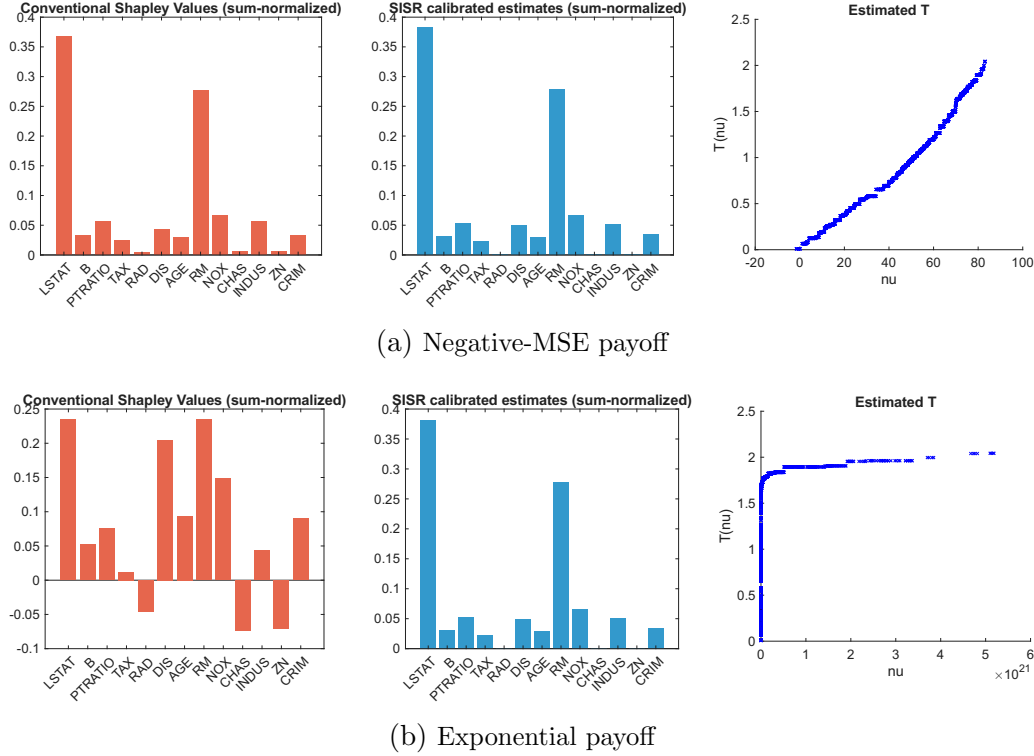 Conventional Shapley Values (sum-normalized)
0.4
0.35
0.3
0.25
0.2
0.15
0.1
0.05
0
LSTAT
B
PTRATIO
TAX
RAD
DIS
AGE
RM
NOX
CHAS
INDUS
ZN
CRIM
SISR calibrated estimates (sum-normalized)
0.4
0.35
0.3
0.25
0.2
0.15
0.1
0.05
0
LSTAT
B
PTRATIO
TAX
RAD
DIS
AGE
RM
NOX
CHAS
INDUS
ZN
CRIM
Estimated T
2.5
2
1.5
1
0.5
0
T(nu)
-20
0
20
40
60
80
100
nu
(a) Negative-MSE payoff
Conventional Shapley Values (sum-normalized)
0.25
0.2
0.15
0.1
0.05
0
-0.05
-0.1
LSTAT
B
PTRATIO
TAX
RAD
DIS
AGE
RM
NOX
CHAS
INDUS
ZN
CRIM
SISR calibrated estimates (sum-normalized)
0.4
0.35
0.3
0.25
0.2
0.15
0.1
0.05
0
LSTAT
B
PTRATIO
TAX
RAD
DIS
AGE
RM
NOX
CHAS
INDUS
ZN
CRIM
Estimated T
2.5
2
1.5
1
0.5
0
T(nu)
0
1
2
3
4
5
6
nu
×10^21
(b) Exponential payoff